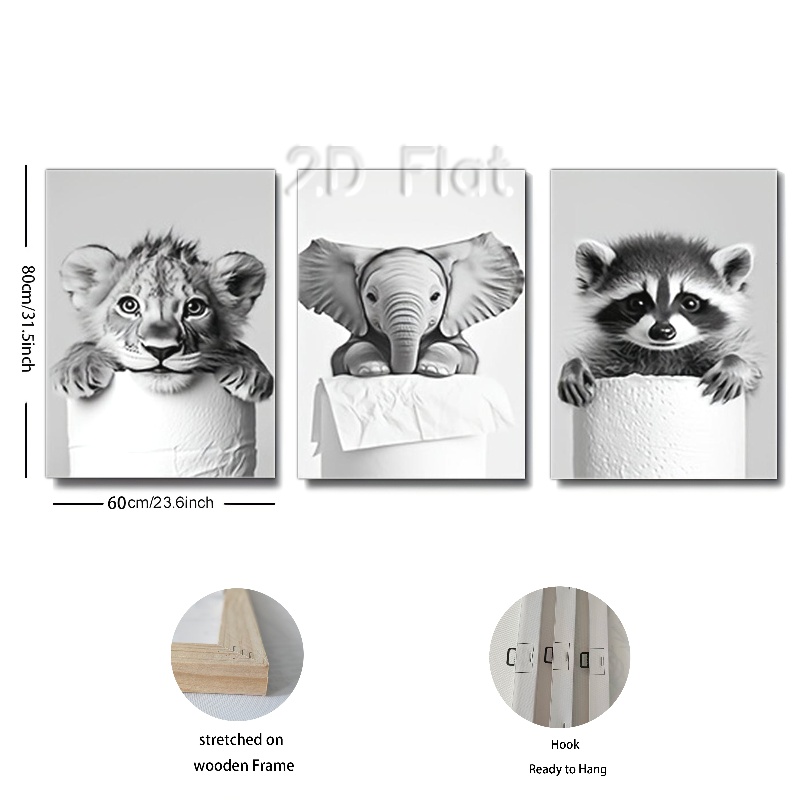 2D Flat
80cm/31.5inch
60cm/23.6inch
stretched on
wooden Frame
Hook
Ready to Hang